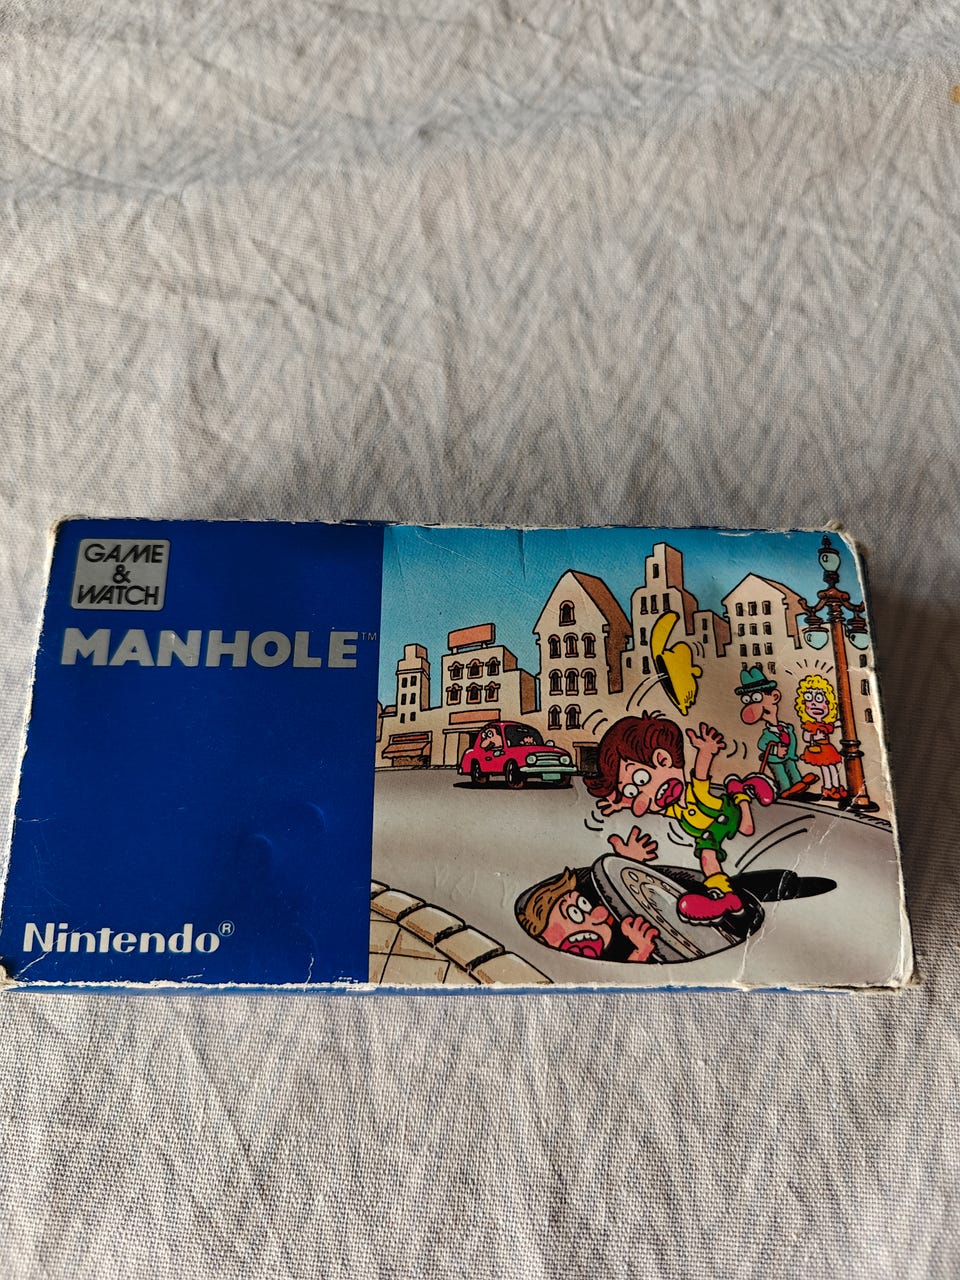 GAME
&
WATCH
MANHOLE™
Nintendo®